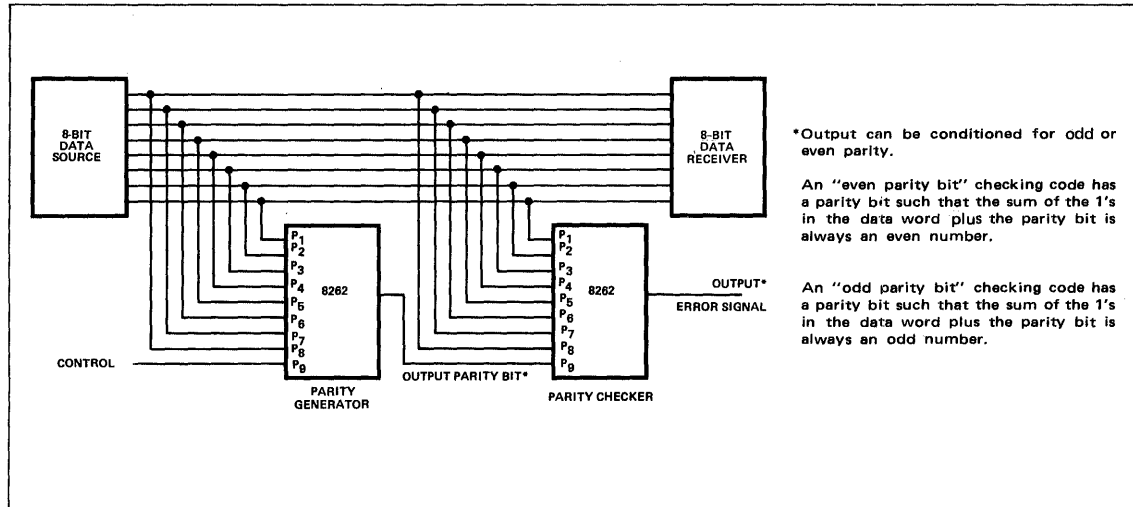 8-BIT
DATA
SOURCE
8-BIT
DATA
RECEIVER
*Output can be conditioned for odd or
even parity.
An "even parity bit" checking code has
a parity bit such that the sum of the 1's
in the data word plus the parity bit is
always an even number.
An "odd parity bit" checking code has
a parity bit such that the sum of the 1's
in the data word plus the parity bit is
always an odd number.
P1
P2
P3
P4
P5
P6
P7
P8
P9
8262
CONTROL
PARITY
GENERATOR
OUTPUT PARITY BIT*
P1
P2
P3
P4
P5
P6
P7
P8
P9
8262
PARITY CHECKER
OUTPUT*
ERROR SIGNAL